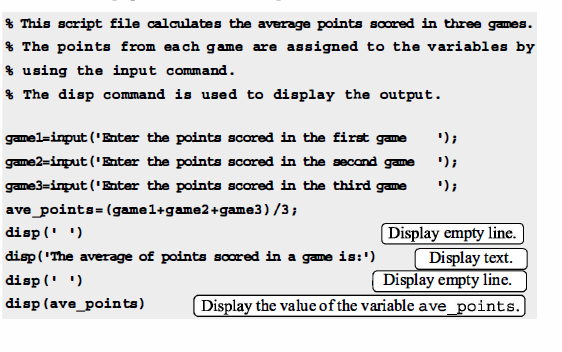 % This script file calculates the average points scored in three games.
% The points from each game are assigned to the variables by
% using the input command.
% The disp command is used to display the output.
game1=input('Enter the points scored in the first game    ');
game2=input('Enter the points scored in the second game   ');
game3=input('Enter the points scored in the third game    ');
ave_points=(game1+game2+game3)/3;
disp(' ') Display empty line.
disp('The average of points scored in a game is:') Display text.
disp(' ') Display empty line.
disp(ave_points) Display the value of the variable ave_points.